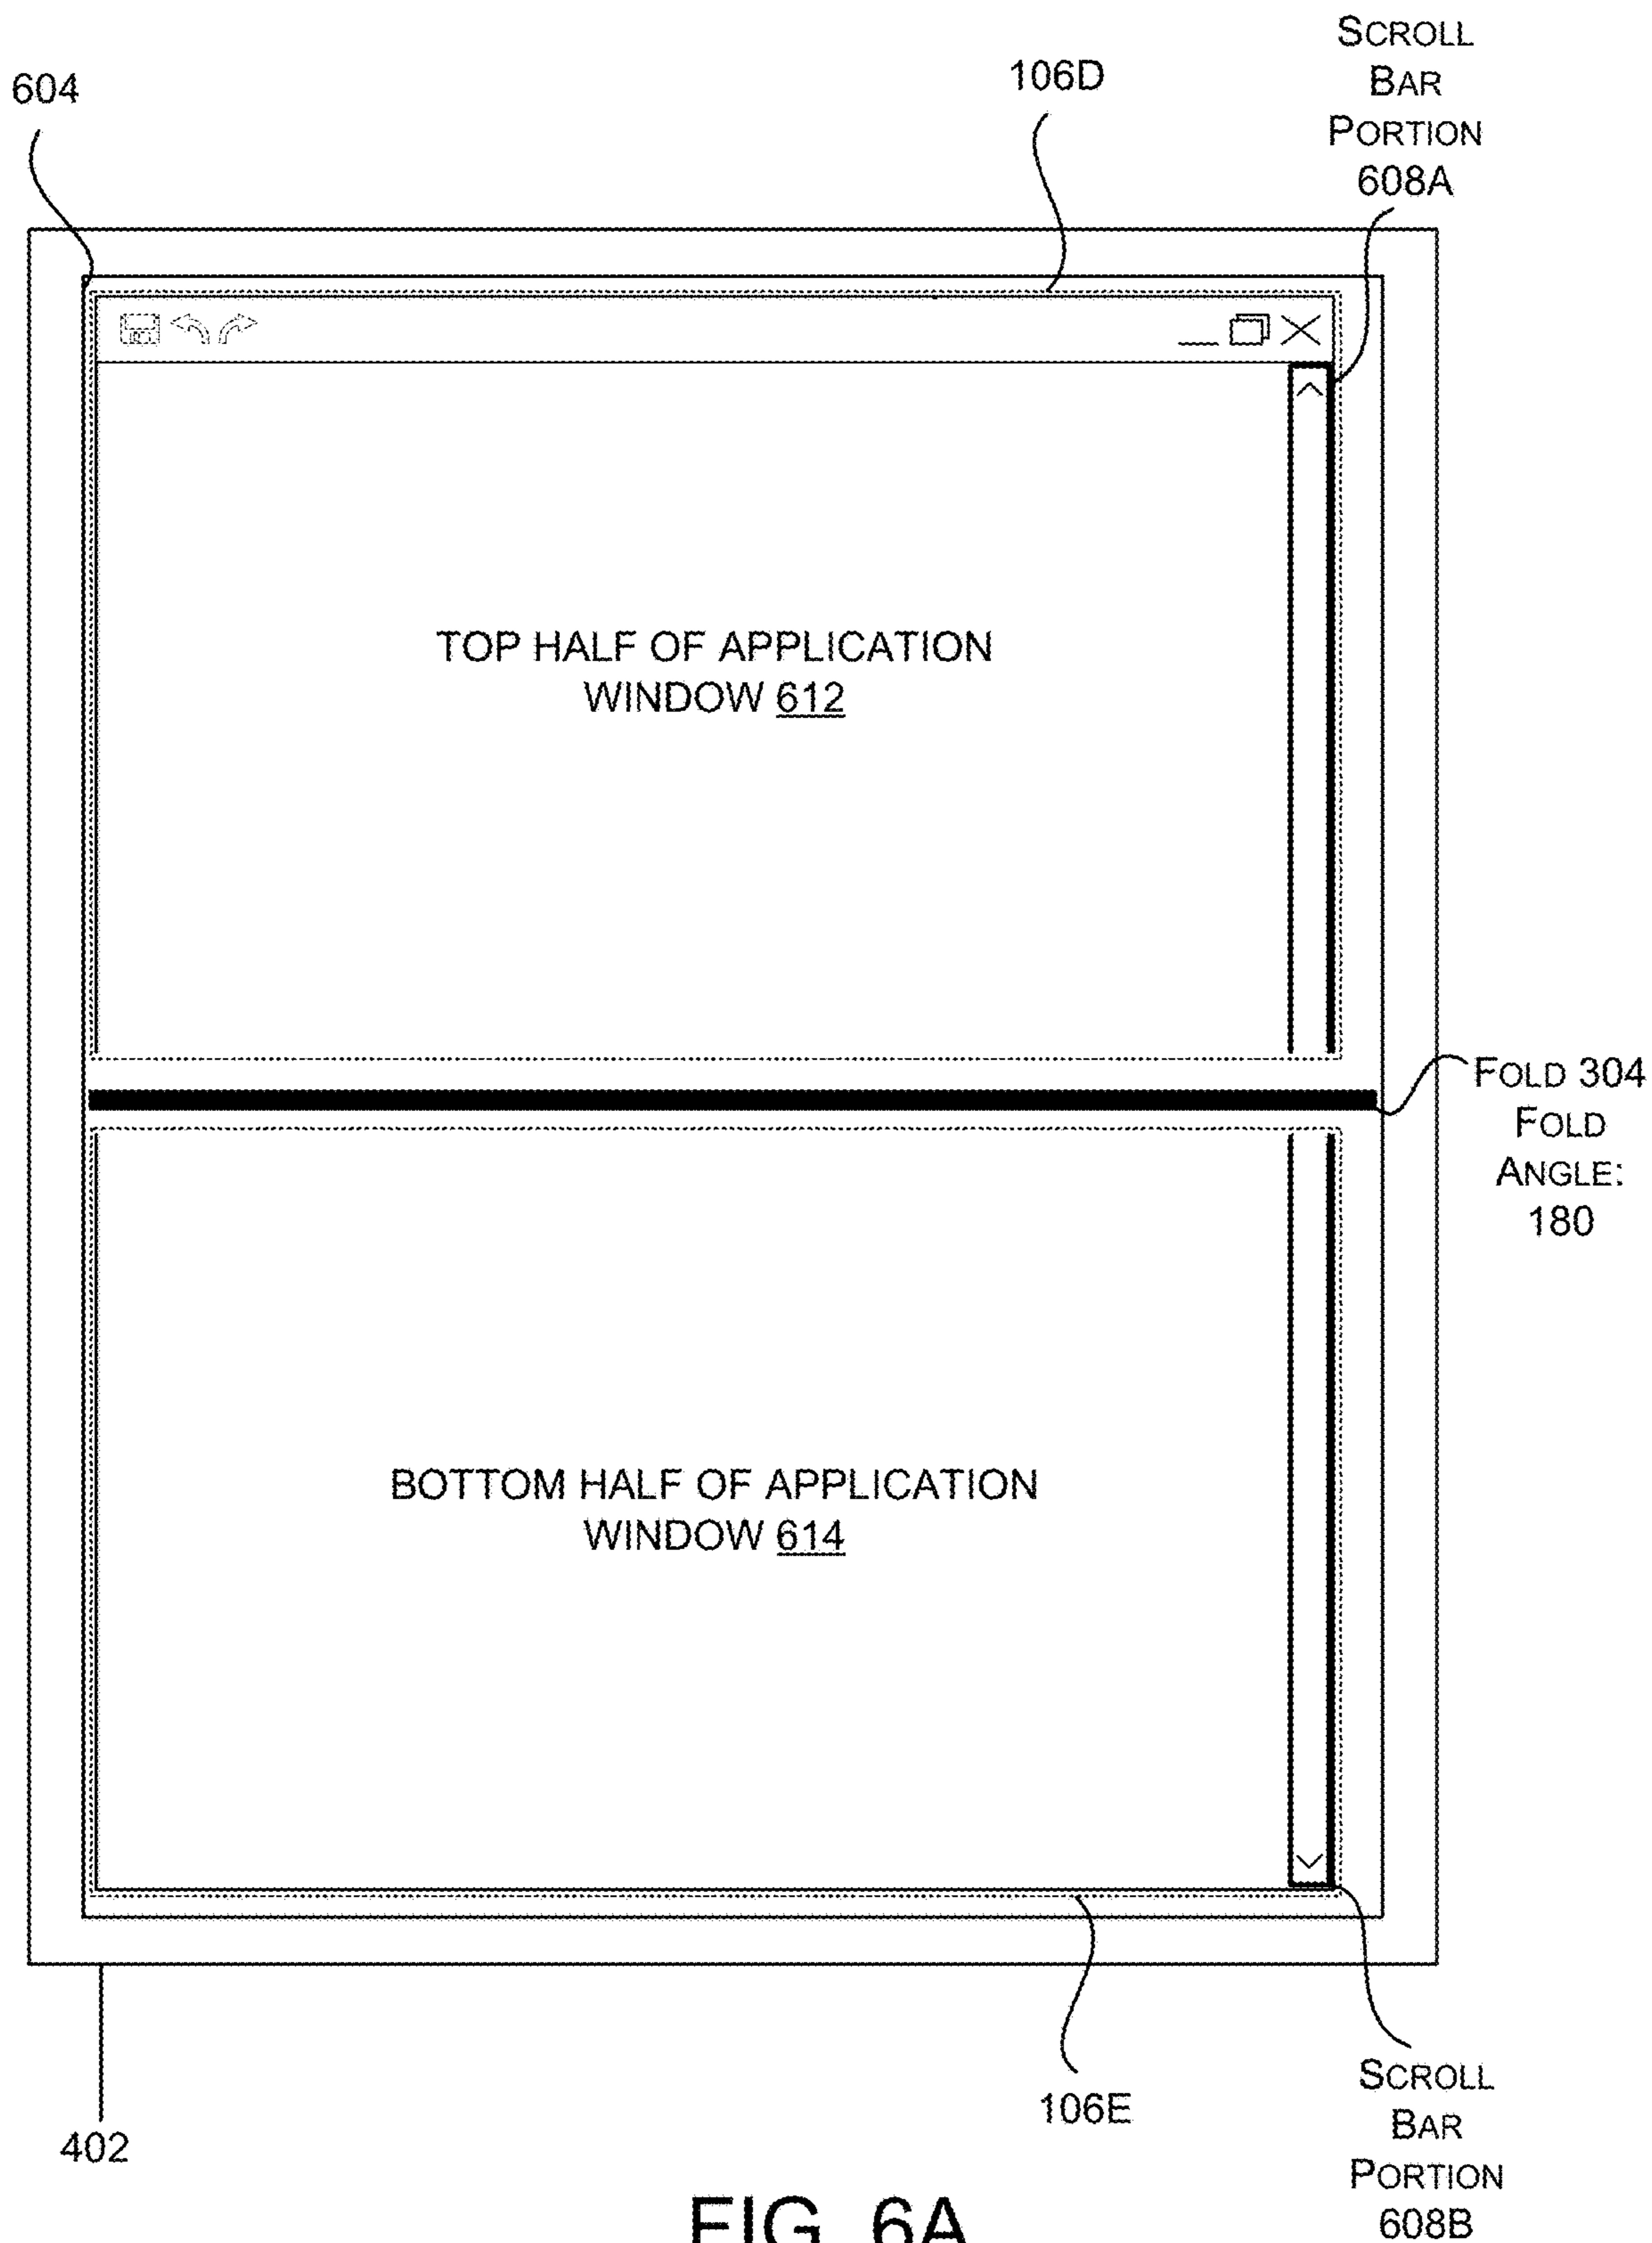 604
106D
SCROLL
BAR
PORTION
608A
TOP HALF OF APPLICATION
WINDOW 612
FOLD 304
FOLD
ANGLE:
180
BOTTOM HALF OF APPLICATION
WINDOW 614
402
106E
SCROLL
BAR
PORTION
608B
FIG. 6A